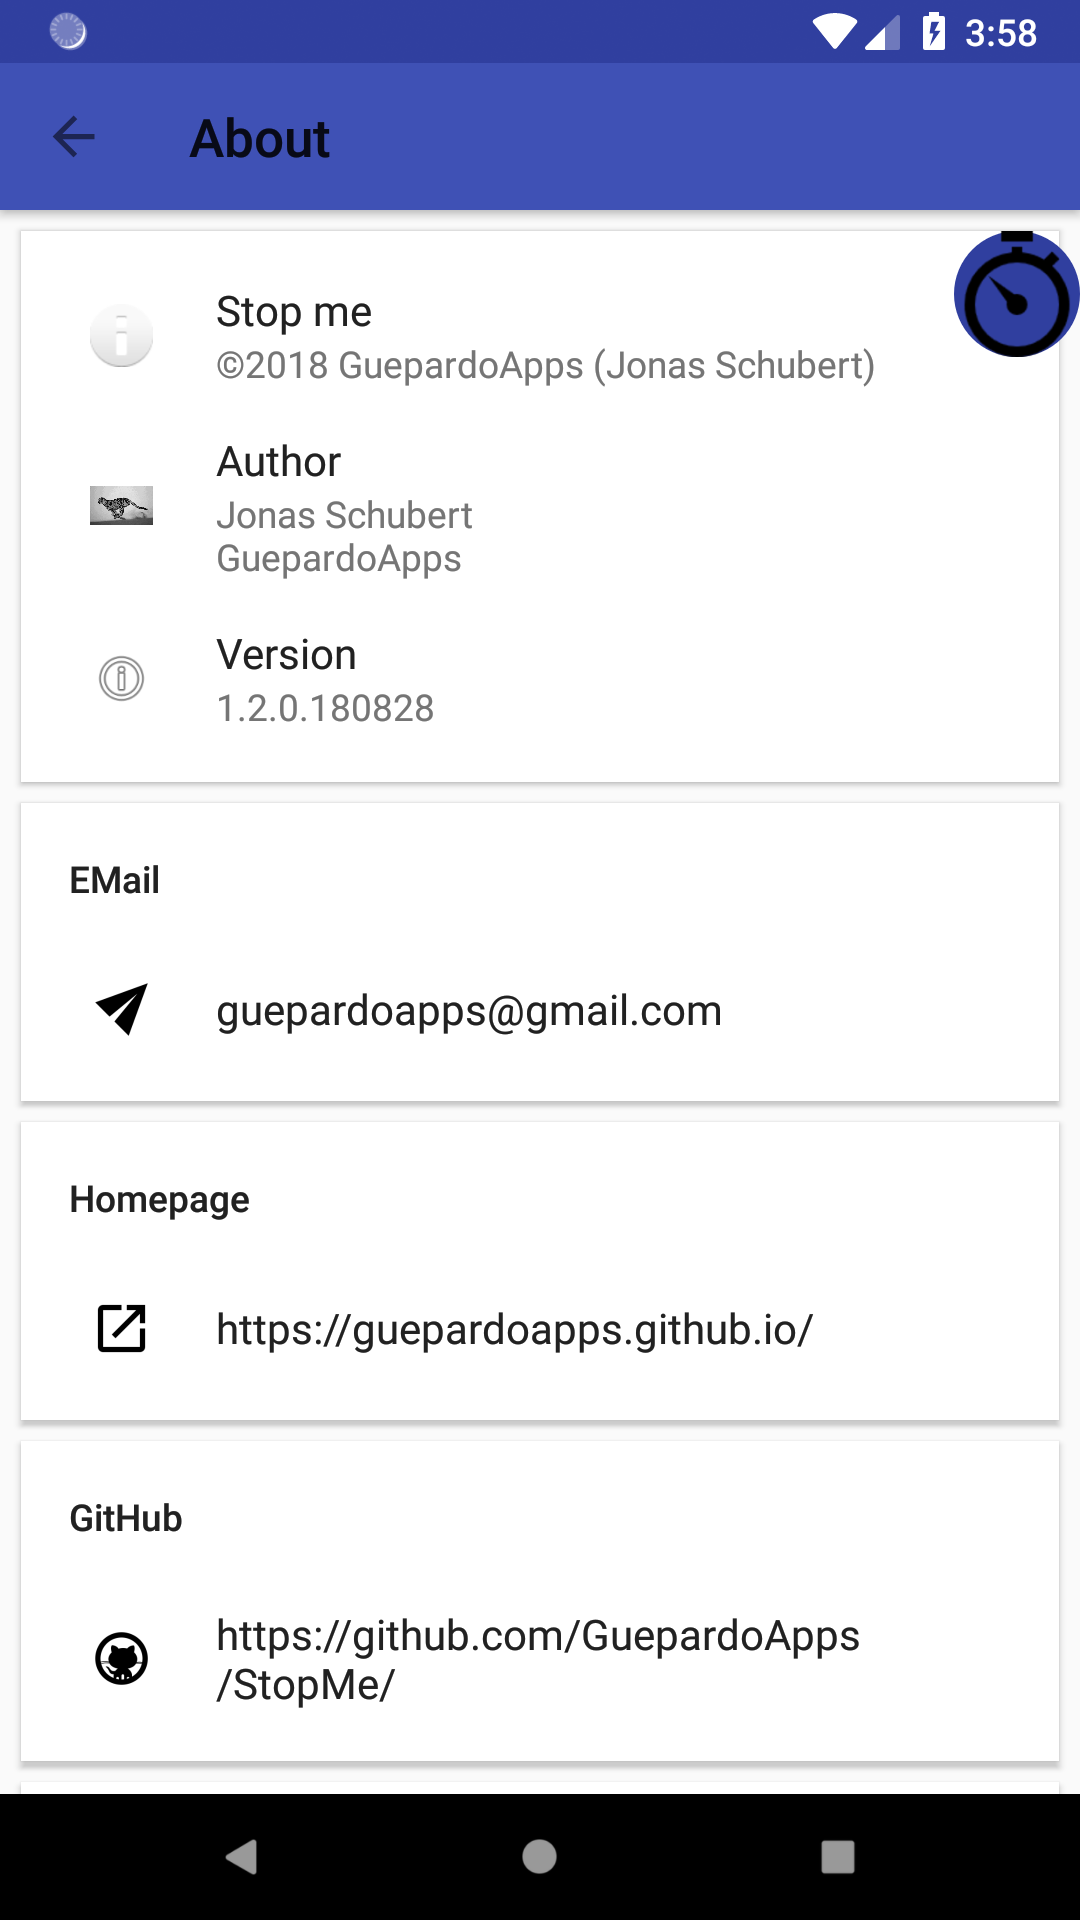 3:58
About
Stop me
©2018 GuepardoApps (Jonas Schubert)
Author
Jonas Schubert
GuepardoApps
Version
1.2.0.180828
EMail
guepardoapps@gmail.com
Homepage
https://guepardoapps.github.io/
GitHub
https://github.com/GuepardoApps
/StopMe/